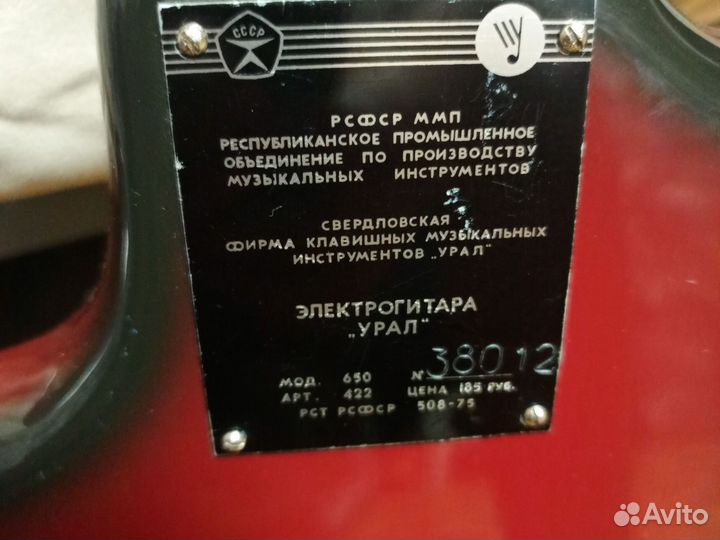 СССР
РСФСР ММП
РЕСПУБЛИКАНСКОЕ ПРОМЫШЛЕННОЕ
ОБЪЕДИНЕНИЕ ПО ПРОИЗВОДСТВУ
МУЗЫКАЛЬНЫХ ИНСТРУМЕНТОВ
СВЕРДЛОВСКАЯ
ФИРМА КЛАВИШНЫХ МУЗЫКАЛЬНЫХ
ИНСТРУМЕНТОВ „УРАЛ"
ЭЛЕКТРОГИТАРА
„УРАЛ"
МОД. 650 № 38012
АРТ. 422 ЦЕНА 185 РУБ.
РСТ РСФСР 508-75
Avito